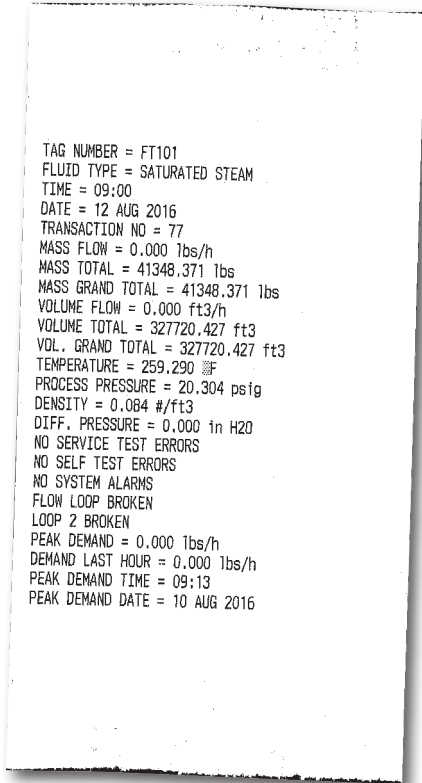 TAG NUMBER = FT101
FLUID TYPE = SATURATED STEAM
TIME = 09:00
DATE = 12 AUG 2016
TRANSACTION NO = 77
MASS FLOW = 0.000 lbs/h
MASS TOTAL = 41348.371 lbs
MASS GRAND TOTAL = 41348.371 lbs
VOLUME FLOW = 0.000 ft3/h
VOLUME TOTAL = 327720.427 ft3
VOL. GRAND TOTAL = 327720.427 ft3
TEMPERATURE = 259.290 ▒F
PROCESS PRESSURE = 20.304 psig
DENSITY = 0.084 #/ft3
DIFF. PRESSURE = 0.000 in H2O
NO SERVICE TEST ERRORS
NO SELF TEST ERRORS
NO SYSTEM ALARMS
FLOW LOOP BROKEN
LOOP 2 BROKEN
PEAK DEMAND = 0.000 lbs/h
DEMAND LAST HOUR = 0.000 lbs/h
PEAK DEMAND TIME = 09:13
PEAK DEMAND DATE = 10 AUG 2016